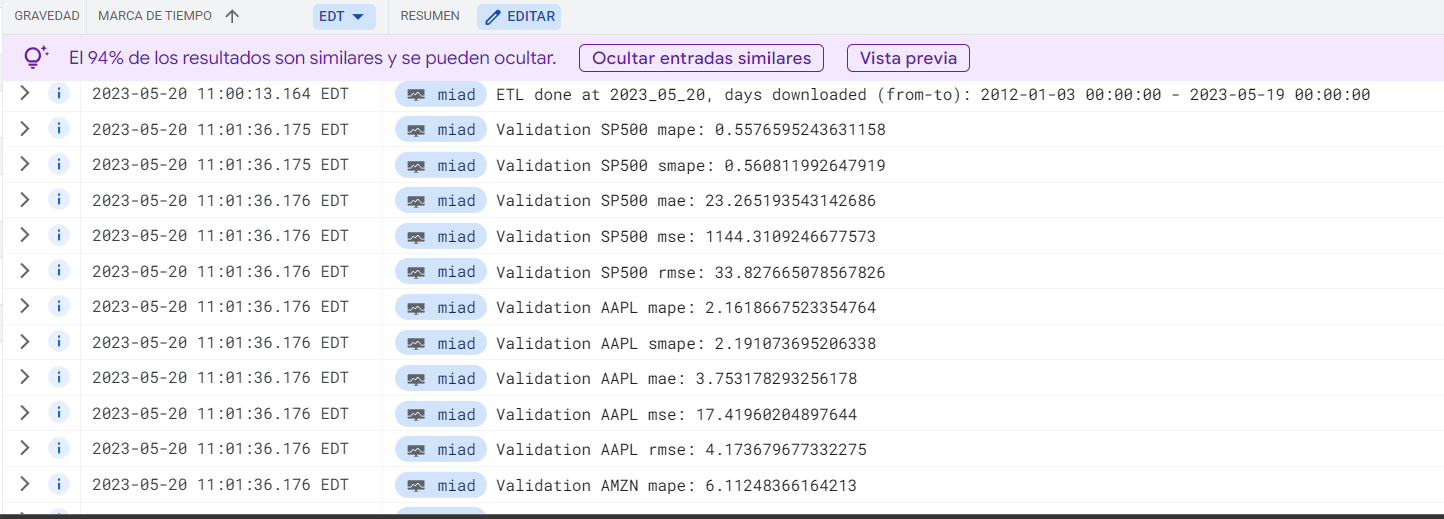 GRAVEDAD MARCA DE TIEMPO EDT RESUMEN EDITAR
El 94% de los resultados son similares y se pueden ocultar. Ocultar entradas similares Vista previa
2023-05-20 11:00:13.164 EDT miad ETL done at 2023_05_20, days downloaded (from-to): 2012-01-03 00:00:00 - 2023-05-19 00:00:00
2023-05-20 11:01:36.175 EDT miad Validation SP500 mape: 0.5576595243631158
2023-05-20 11:01:36.175 EDT miad Validation SP500 smape: 0.560811992647919
2023-05-20 11:01:36.176 EDT miad Validation SP500 mae: 23.265193543142686
2023-05-20 11:01:36.176 EDT miad Validation SP500 mse: 1144.3109246677573
2023-05-20 11:01:36.176 EDT miad Validation SP500 rmse: 33.827665078567826
2023-05-20 11:01:36.176 EDT miad Validation AAPL mape: 2.1618667523354764
2023-05-20 11:01:36.176 EDT miad Validation AAPL smape: 2.191073695206338
2023-05-20 11:01:36.176 EDT miad Validation AAPL mae: 3.753178293256178
2023-05-20 11:01:36.176 EDT miad Validation AAPL mse: 17.41960204897644
2023-05-20 11:01:36.176 EDT miad Validation AAPL rmse: 4.173679677332275
2023-05-20 11:01:36.176 EDT miad Validation AMZN mape: 6.11248366164213